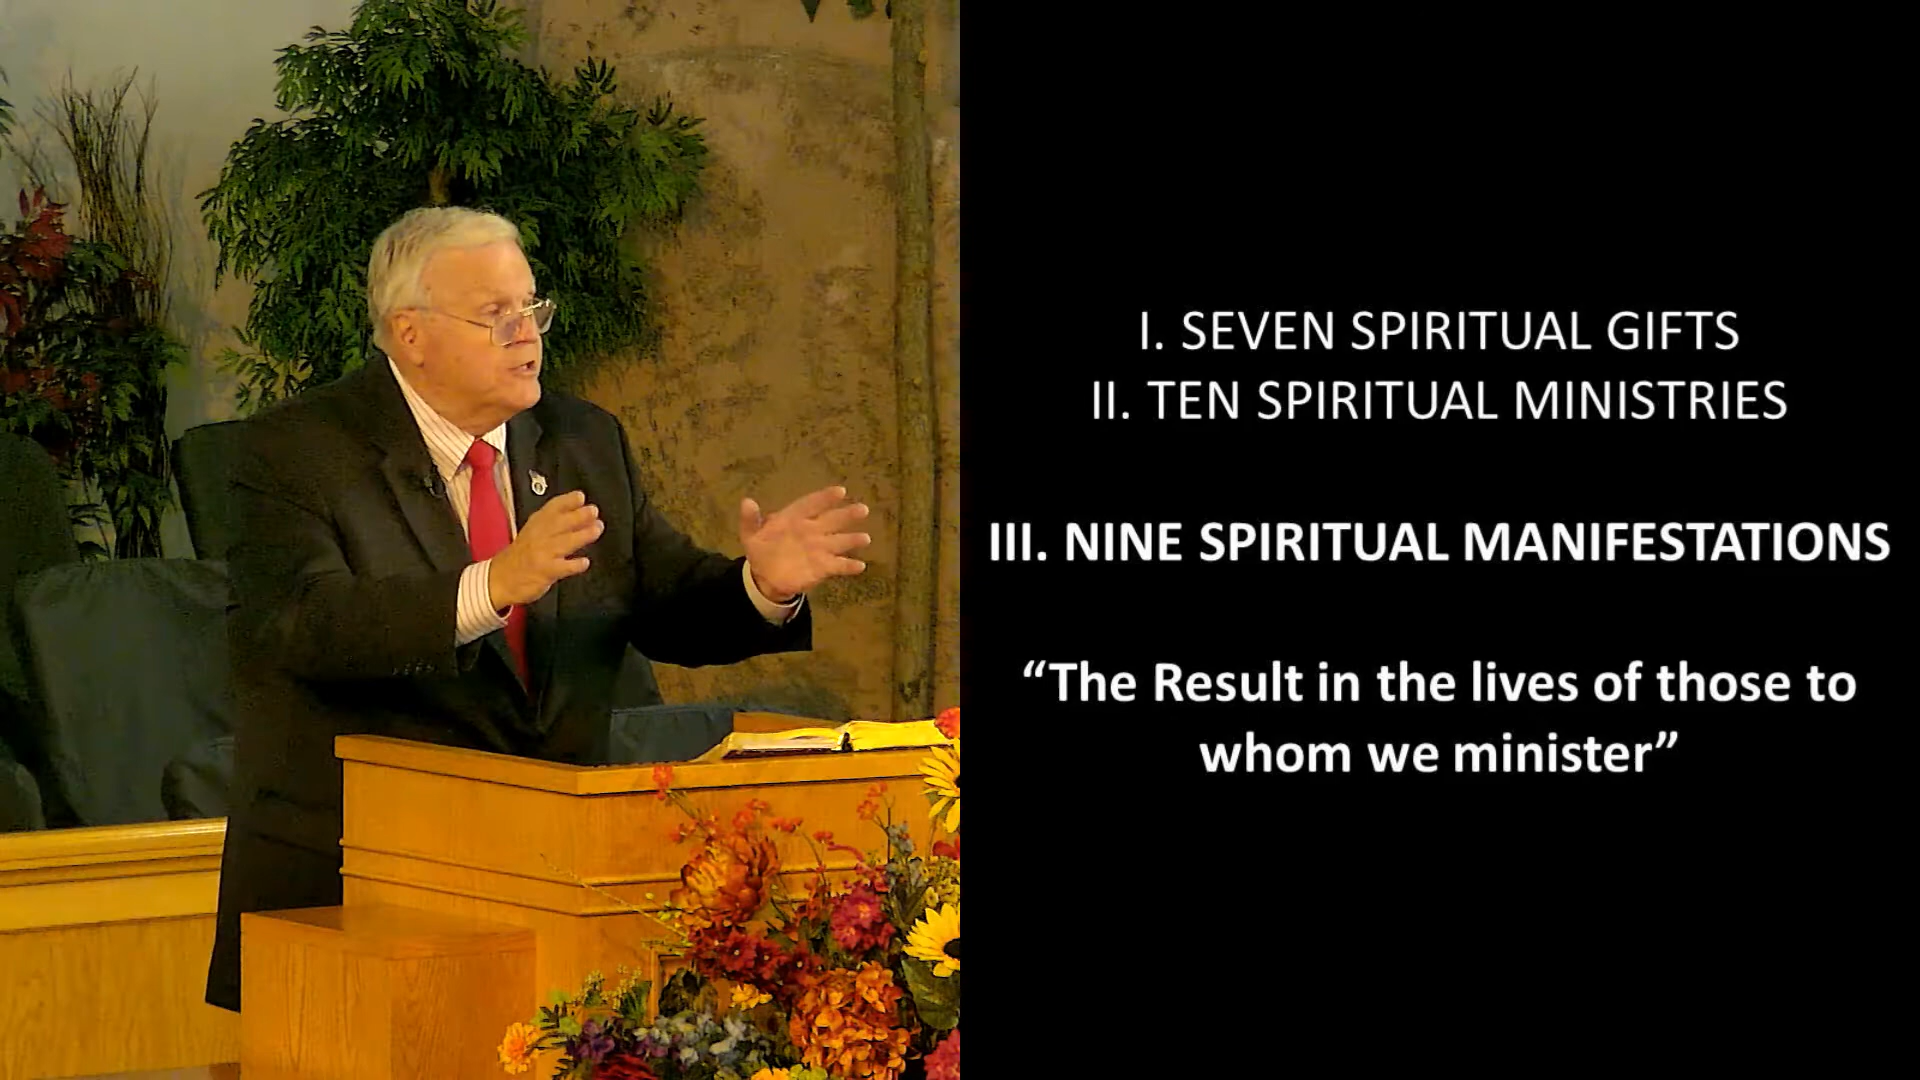 I. SEVEN SPIRITUAL GIFTS
II. TEN SPIRITUAL MINISTRIES
III. NINE SPIRITUAL MANIFESTATIONS
“The Result in the lives of those to
whom we minister”